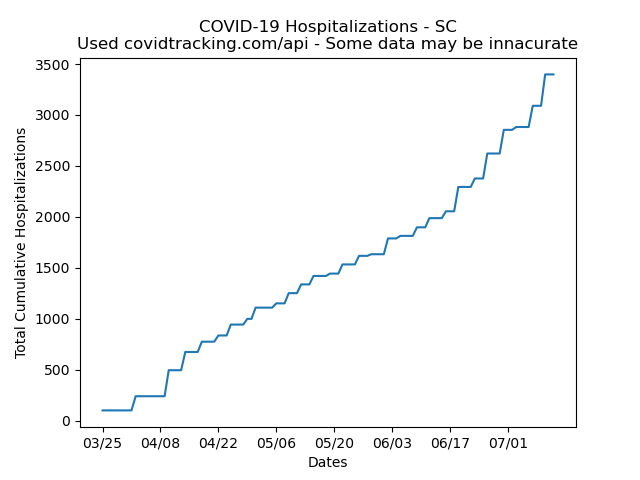 COVID-19 Hospitalizations - SC
Used covidtracking.com/api - Some data may be innacurate
3500
3000
2500
2000
1500
1000
500
0
Total Cumulative Hospitalizations
03/25 04/08 04/22 05/06 05/20 06/03 06/17 07/01
Dates